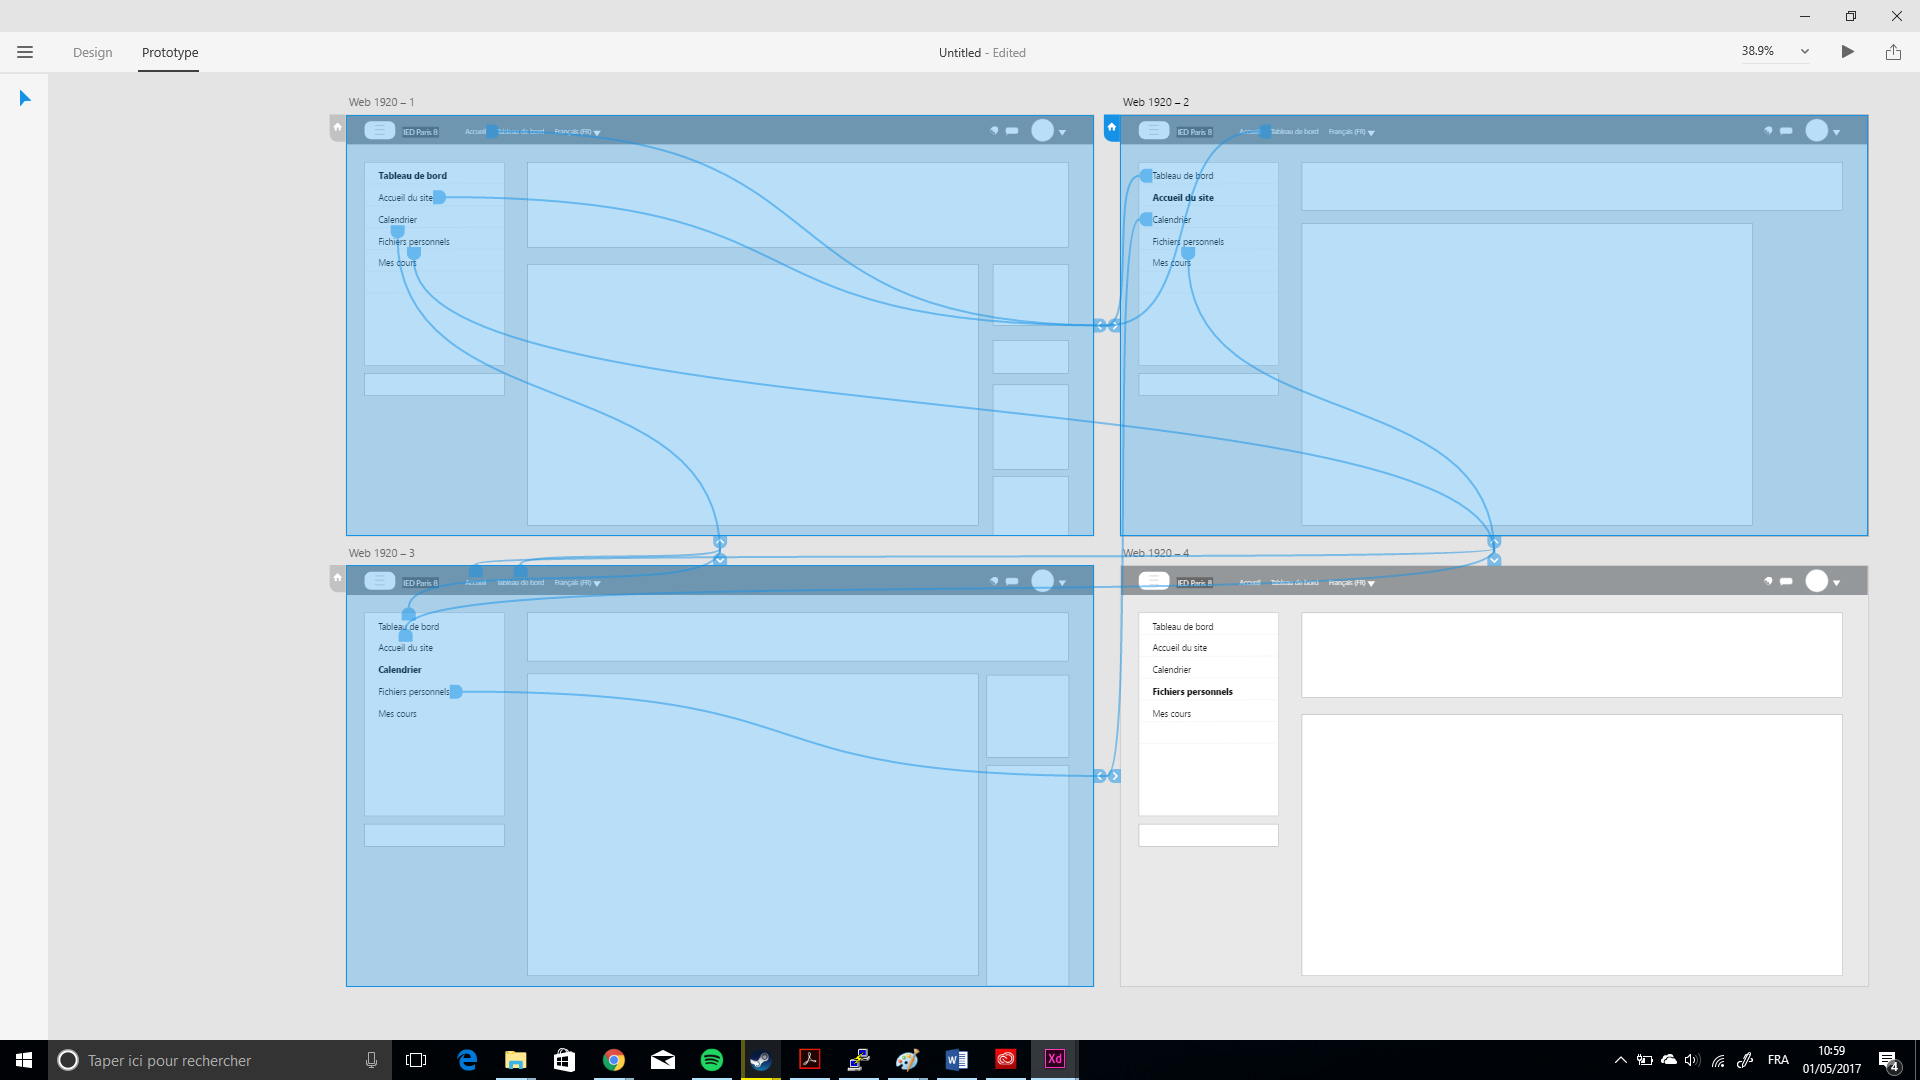 Design Prototype Untitled - Edited 38.9%
Web 1920 – 1
Web 1920 – 2
IED Paris 8 Accueil Tableau de bord Français (FR)
IED Paris 8 Accueil Tableau de bord Français (FR)
Tableau de bord
Accueil du site
Calendrier
Fichiers personnels
Mes cours
Tableau de bord
Accueil du site
Calendrier
Fichiers personnels
Mes cours
Web 1920 – 3
Web 1920 – 4
IED Paris 8 Accueil Tableau de bord Français (FR)
IED Paris 8 Accueil Tableau de bord Français (FR)
Tableau de bord
Accueil du site
Calendrier
Fichiers personnels
Mes cours
Tableau de bord
Accueil du site
Calendrier
Fichiers personnels
Mes cours
Taper ici pour rechercher
Xd
FRA
10:59
01/05/2017
4